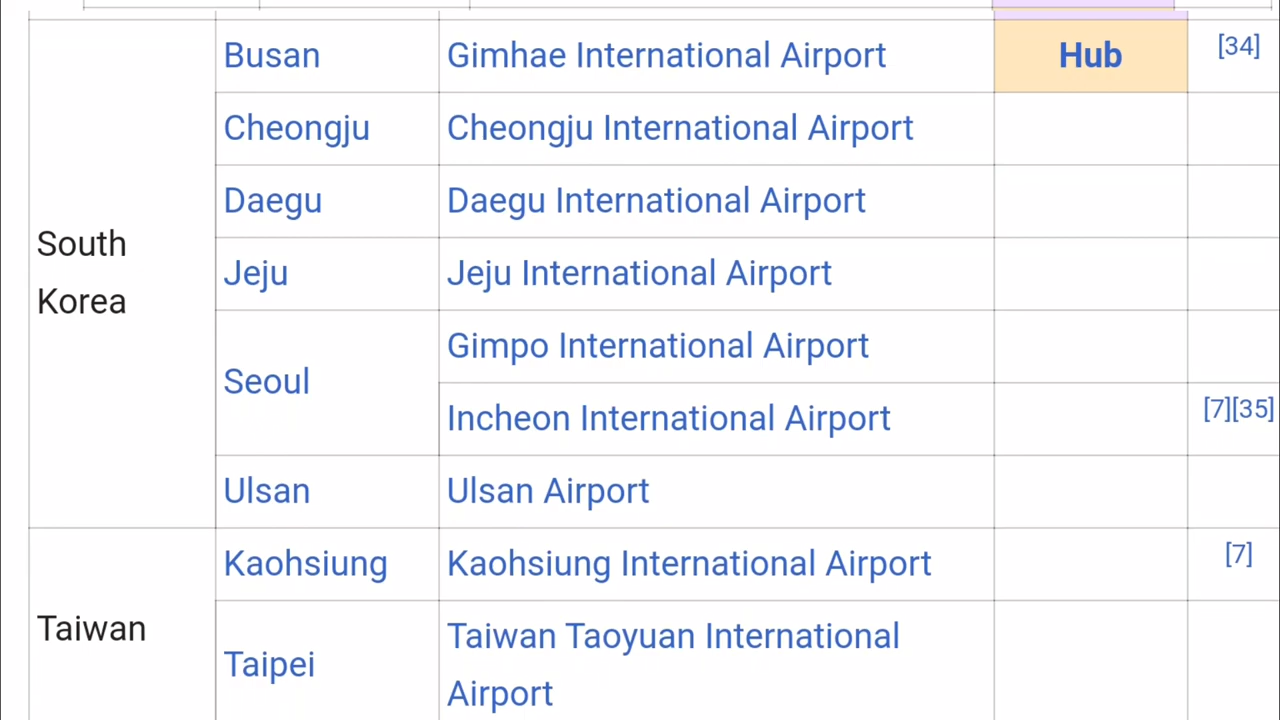 Busan Gimhae International Airport Hub [34]
Cheongju Cheongju International Airport
Daegu Daegu International Airport
South
Korea
Jeju Jeju International Airport
Seoul
Gimpo International Airport
Incheon International Airport [7][35]
Ulsan Ulsan Airport
Taiwan
Kaohsiung Kaohsiung International Airport [7]
Taipei
Taiwan Taoyuan International
Airport